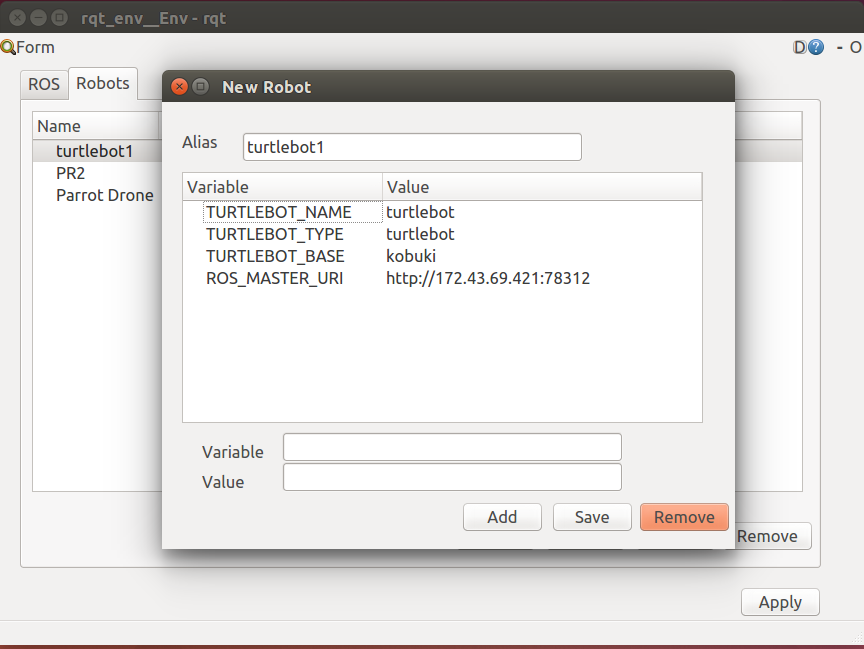 rqt_env__Env - rqt
Form
D ? - O
ROS Robots
Name
turtlebot1
PR2
Parrot Drone
New Robot
Alias turtlebot1
Variable Value
TURTLEBOT_NAME turtlebot
TURTLEBOT_TYPE turtlebot
TURTLEBOT_BASE kobuki
ROS_MASTER_URI http://172.43.69.421:78312
Variable
Value
Add Save Remove
Remove
Apply